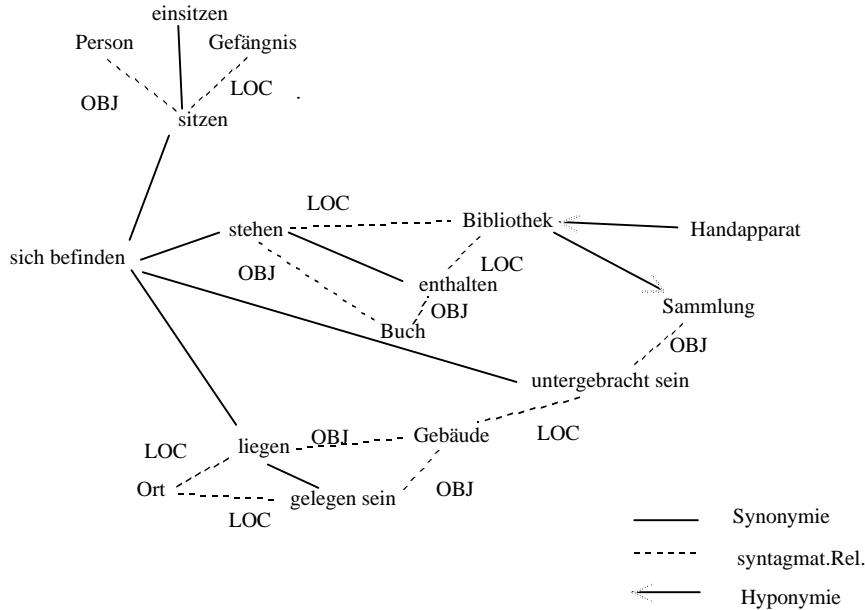 einsitzen
Person
Gefängnis
OBJ
LOC
sitzen
LOC
stehen
Bibliothek
Handapparat
sich befinden
OBJ
LOC
enthalten
OBJ
Sammlung
Buch
OBJ
untergebracht sein
LOC
liegen
OBJ
Gebäude
LOC
Ort
gelegen sein
OBJ
LOC
Synonymie
syntagmat.Rel.
Hyponymie